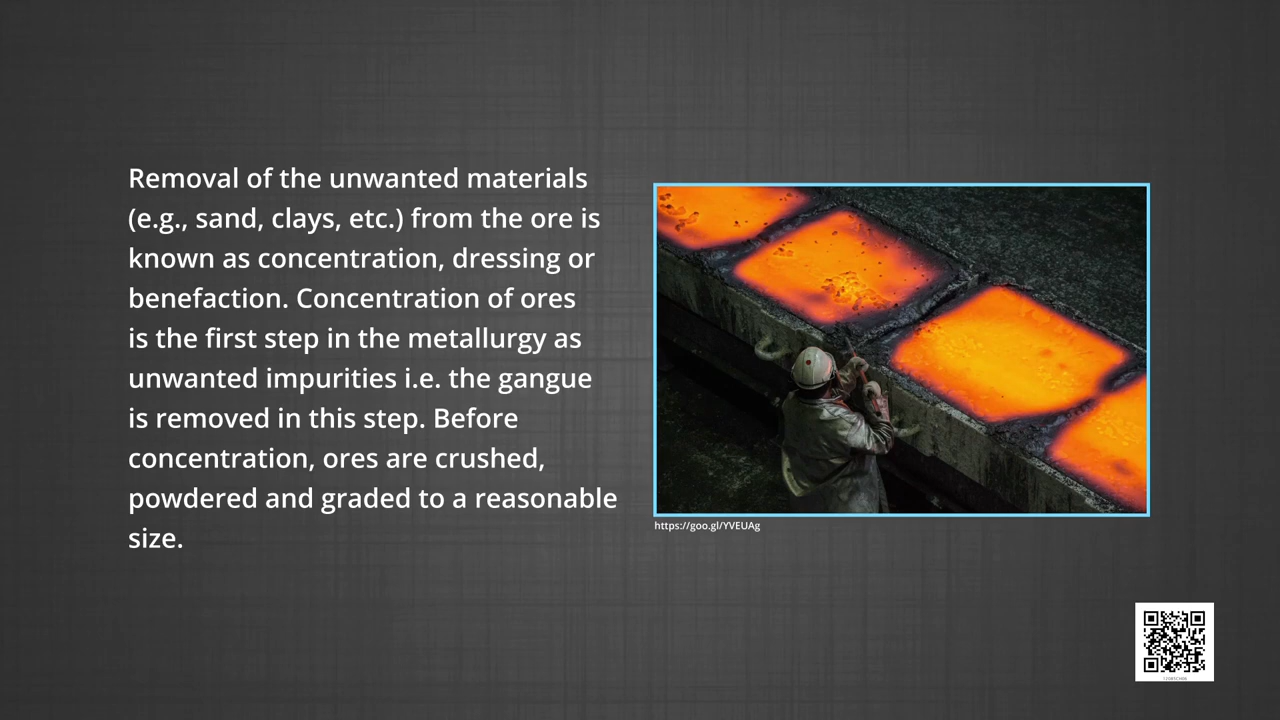 Removal of the unwanted materials
(e.g., sand, clays, etc.) from the ore is
known as concentration, dressing or
benefaction. Concentration of ores
is the first step in the metallurgy as
unwanted impurities i.e. the gangue
is removed in this step. Before
concentration, ores are crushed,
powdered and graded to a reasonable
size.
https://goo.gl/YVEUAg